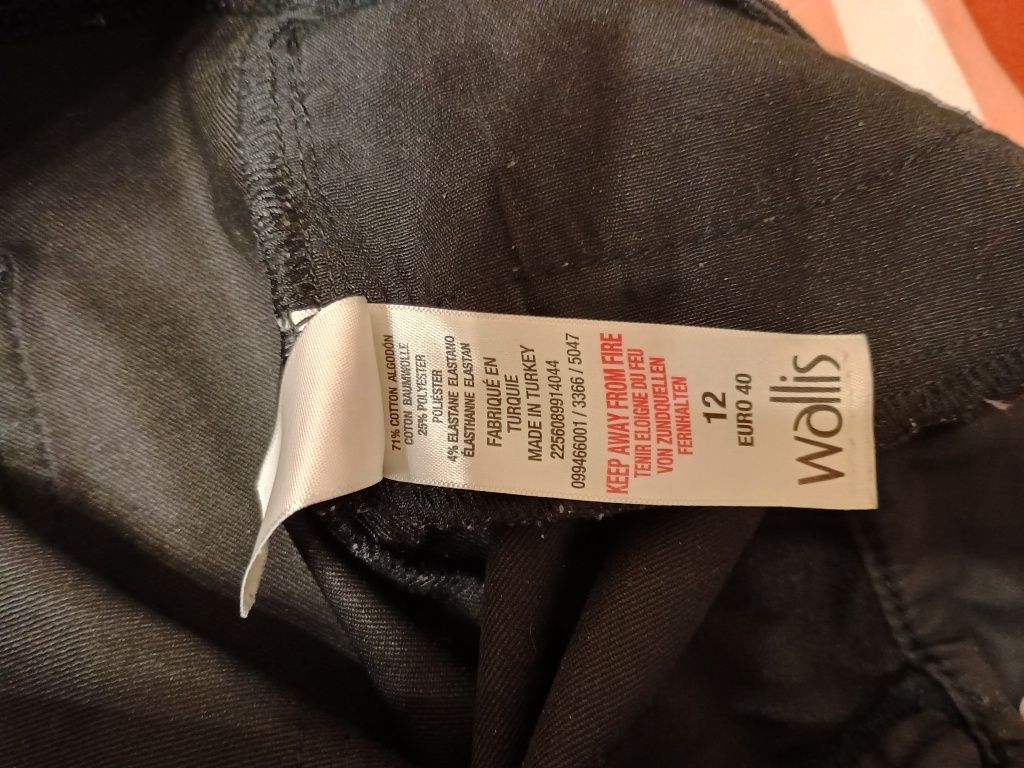 71% COTTON ALGODÓN
COTON BAUMWOLLE
25% POLYESTER
POLIÉSTER
4% ELASTANE ELASTANO
ÉLASTHANNE ELASTAN
FABRIQUÉ EN
TURQUIE
MADE IN TURKEY
225608914044
099466001 / 3366 / 5047
KEEP AWAY FROM FIRE
TENIR ELOIGNE DU FEU
VON ZUNDQUELLEN
FERNHALTEN
12
EURO 40
wallis